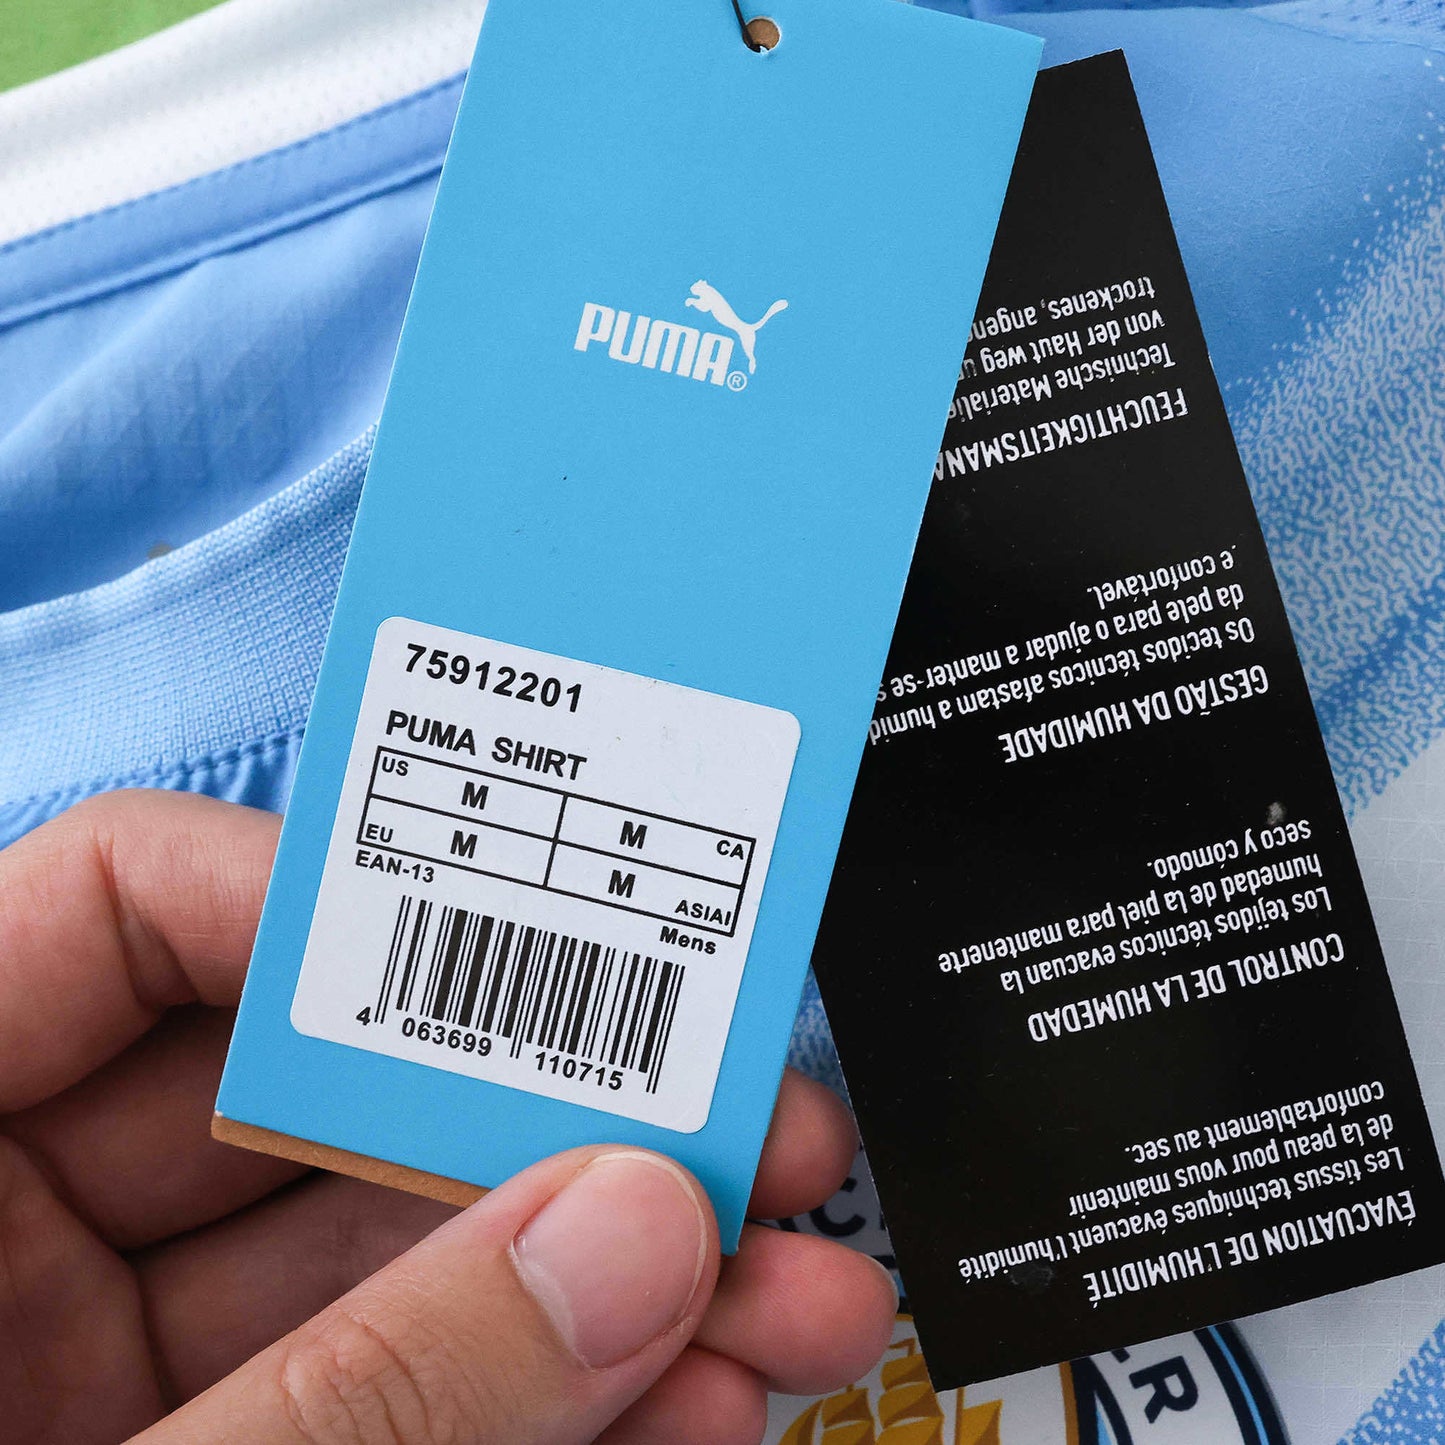 PUMA®
75912201
PUMA SHIRT
US M
M CA
EU M
M ASIAI
EAN-13
Mens
4 063699 110715
ÉVACUATION DE L'HUMIDITÉ
Les tissus techniques évacuent l'humidité
de la peau pour vous maintenir
confortablement au sec.
CONTROL DE LA HUMEDAD
Los tejidos técnicos evacuan la
humedad de la piel para mantenerte
seco y cómodo.
GESTÃO DA HUMIDADE
Os tecidos técnicos afastam a humid
da pele para o ajudar a manter-se s
e confortável.
FEUCHTIGKEITSMANA
Technische Materialie
von der Haut weg u
trockenes, angene